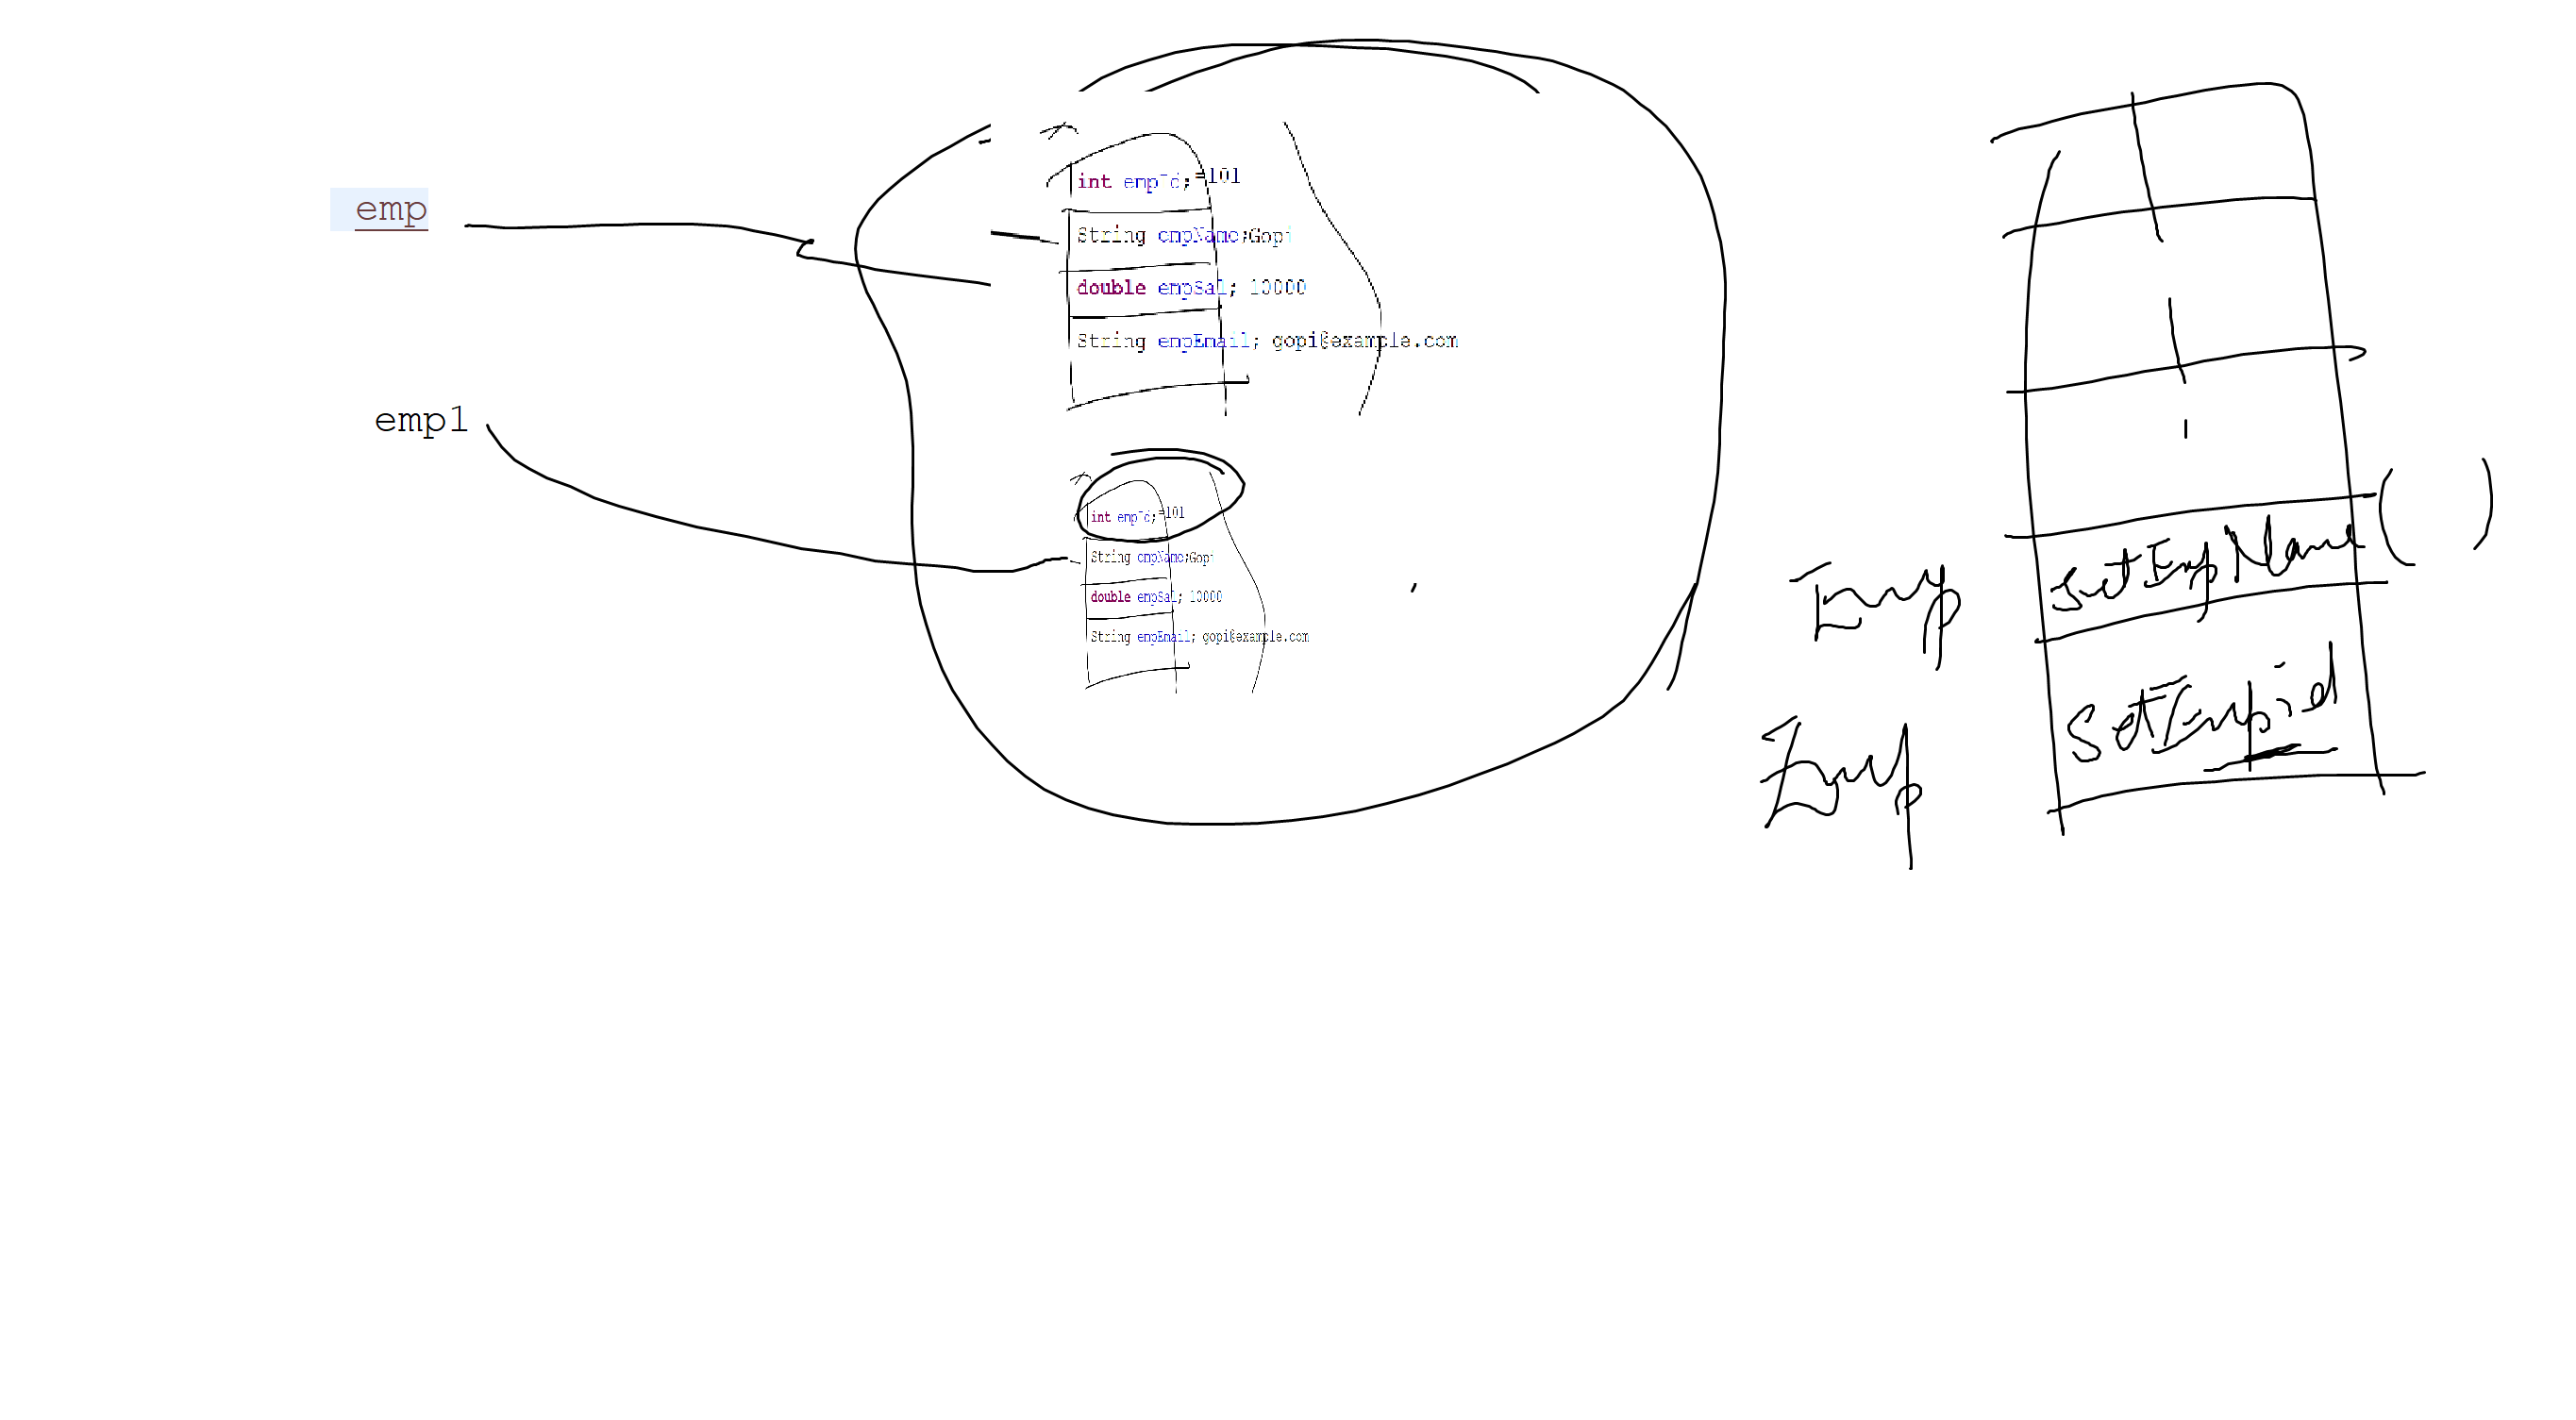 emp
int empId;=101
String empName;Gopi
double empSal; 10000
String empEmail; gopi@example.com
emp1
int empId;=101
String empName;Gopi
double empSal; 10000
String empEmail; gopi@example.com
Emp
SetEmpName( )
Emp
SetEmpid